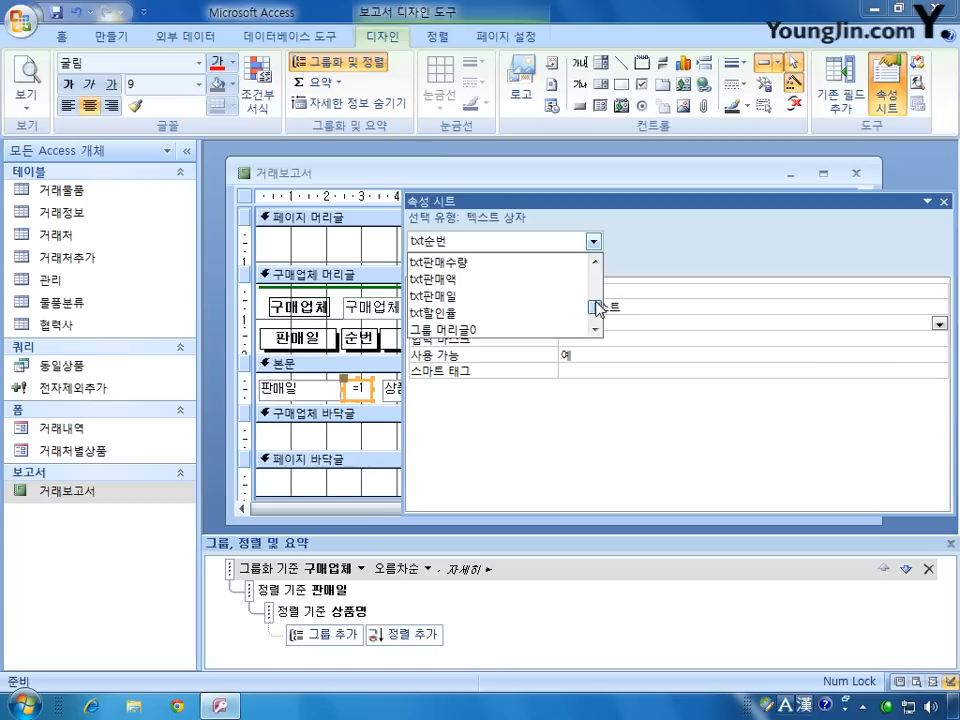 Microsoft Access
보고서 디자인 도구
YoungJin.com
홈
만들기
외부 데이터
데이터베이스 도구
디자인
정렬
페이지 설정
보기
굴림
가 가 가
9
조건부
서식
그룹화 및 정렬
Σ 요약
자세한 정보 숨기기
눈금선
로고
기존 필드
추가
속성
시트
보기
글꼴
그룹화 및 요약
눈금선
컨트롤
도구
모든 Access 개체
테이블
거래물품
거래정보
거래처
거래처추가
관리
물품분류
협력사
쿼리
동일상품
전자제외추가
폼
거래내역
거래처별상품
보고서
거래보고서
거래보고서
페이지 머리글
구매업체 머리글
구매업체
구매업체
판매일
순번
본문
판매일
=1
구매업체 바닥글
페이지 바닥글
속성 시트
선택 유형: 텍스트 상자
txt순번
txt판매수량
txt판매액
txt판매일
txt할인율
그룹 머리글0
사용 가능
예
스마트 태그
그룹, 정렬 및 요약
그룹화 기준 구매업체 오름차순 , 자세히
정렬 기준 판매일
정렬 기준 상품명
그룹 추가
정렬 추가
준비
Num Lock
A 漢